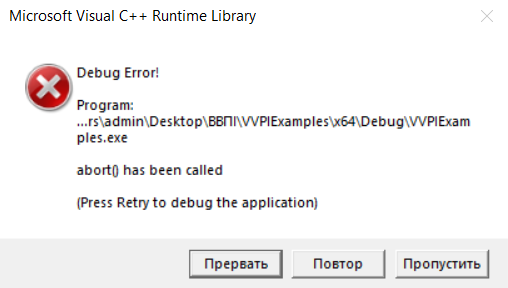 Microsoft Visual C++ Runtime Library
Debug Error!
Program:
...rs\admin\Desktop\ВВПІ\VVPIExamples\x64\Debug\VVPIExam
ples.exe
abort() has been called
(Press Retry to debug the application)
Прервать Повтор Пропустить